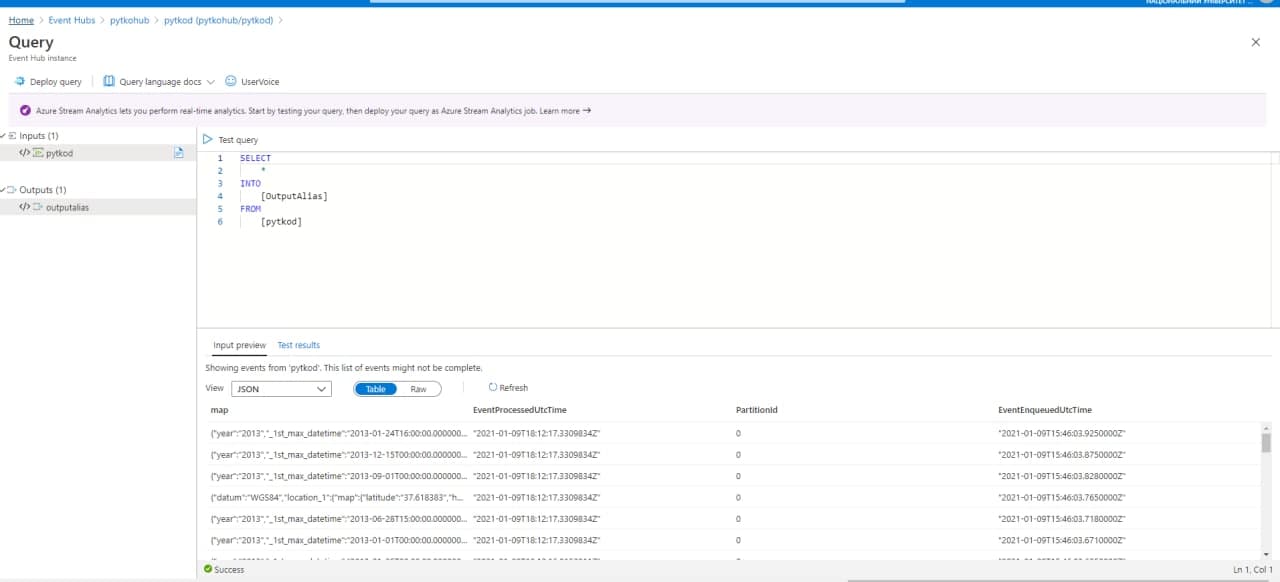 НАЦІОНАЛЬНИЙ УНІВЕРСИТЕТ ...
Home > Event Hubs > pytkohub > pytkod (pytkohub/pytkod) >
Query
Event Hub instance
Deploy query Query language docs UserVoice
Azure Stream Analytics lets you perform real-time analytics. Start by testing your query, then deploy your query as Azure Stream Analytics job. Learn more →
Inputs (1)
</> pytkod
Outputs (1)
</> outputalias
Test query
1 SELECT
2 *
3 INTO
4 [OutputAlias]
5 FROM
6 [pytkod]
Input preview Test results
Showing events from 'pytkod'. This list of events might not be complete.
View JSON Table Raw Refresh
map EventProcessedUtcTime PartitionId EventEnqueuedUtcTime
{"year":"2013","_1st_max_datetime":"2013-01-24T16:00:00.000000... "2021-01-09T18:12:17.3309834Z" 0 "2021-01-09T15:46:03.9250000Z"
{"year":"2013","_1st_max_datetime":"2013-12-15T00:00:00.000000... "2021-01-09T18:12:17.3309834Z" 0 "2021-01-09T15:46:03.8750000Z"
{"year":"2013","_1st_max_datetime":"2013-09-01T00:00:00.000000... "2021-01-09T18:12:17.3309834Z" 0 "2021-01-09T15:46:03.8280000Z"
{"datum":"WGS84","location_1":{"map":{"latitude":"37.618383","h... "2021-01-09T18:12:17.3309834Z" 0 "2021-01-09T15:46:03.7650000Z"
{"year":"2013","_1st_max_datetime":"2013-06-28T15:00:00.000000... "2021-01-09T18:12:17.3309834Z" 0 "2021-01-09T15:46:03.7180000Z"
{"year":"2013","_1st_max_datetime":"2013-01-01T00:00:00.000000... "2021-01-09T18:12:17.3309834Z" 0 "2021-01-09T15:46:03.6710000Z"
Success Ln 1, Col 1